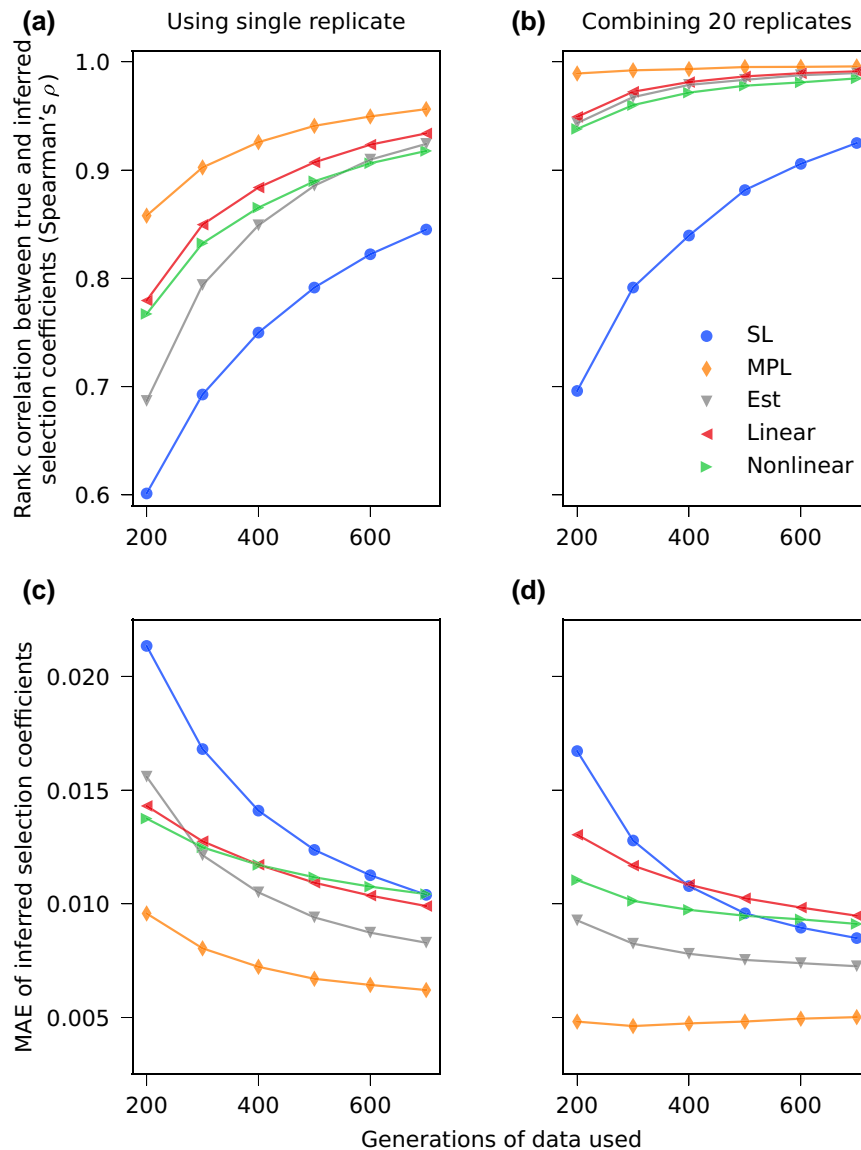 (a)
Using single replicate
(b)
Combining 20 replicates
Rank correlation between true and inferred
selection coefficients (Spearman's ρ)
1.0
0.9
0.8
0.7
0.6
200
400
600
200
400
600
SL
MPL
Est
Linear
Nonlinear
(c)
(d)
MAE of inferred selection coefficients
0.020
0.015
0.010
0.005
200
400
600
200
400
600
Generations of data used